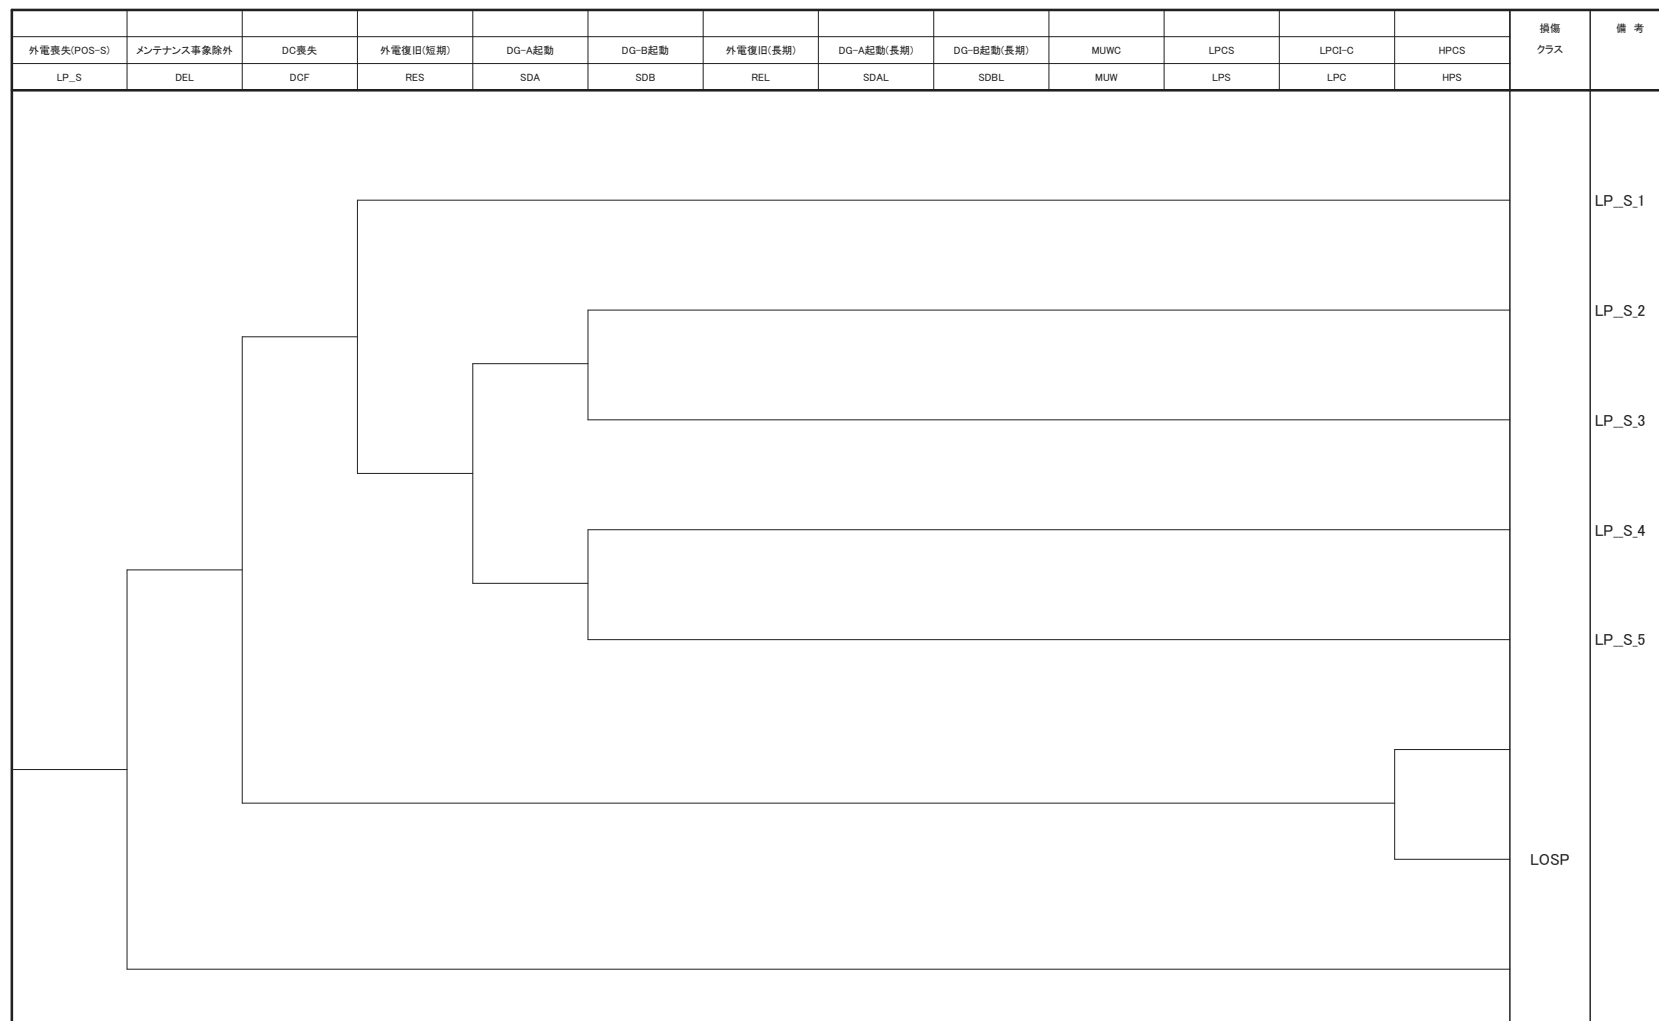 損傷 備 考
外電喪失(POS-S) メンテナンス事象除外 DC喪失 外電復旧(短期) DG-A起動 DG-B起動 外電復旧(長期) DG-A起動(長期) DG-B起動(長期) MUWC LPCS LPCI-C HPCS クラス
LP_S DEL DCF RES SDA SDB REL SDAL SDBL MUW LPS LPC HPS
LP_S_1
LP_S_2
LP_S_3
LP_S_4
LP_S_5
LOSP